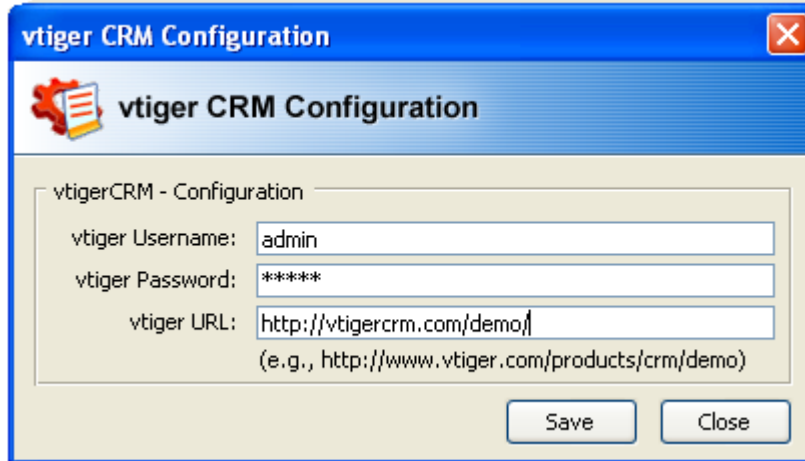 vtiger CRM Configuration
vtiger CRM Configuration
vtigerCRM - Configuration
vtiger Username: admin
vtiger Password: *****
vtiger URL: http://vtigercrm.com/demo/
(e.g., http://www.vtiger.com/products/crm/demo)
Save Close